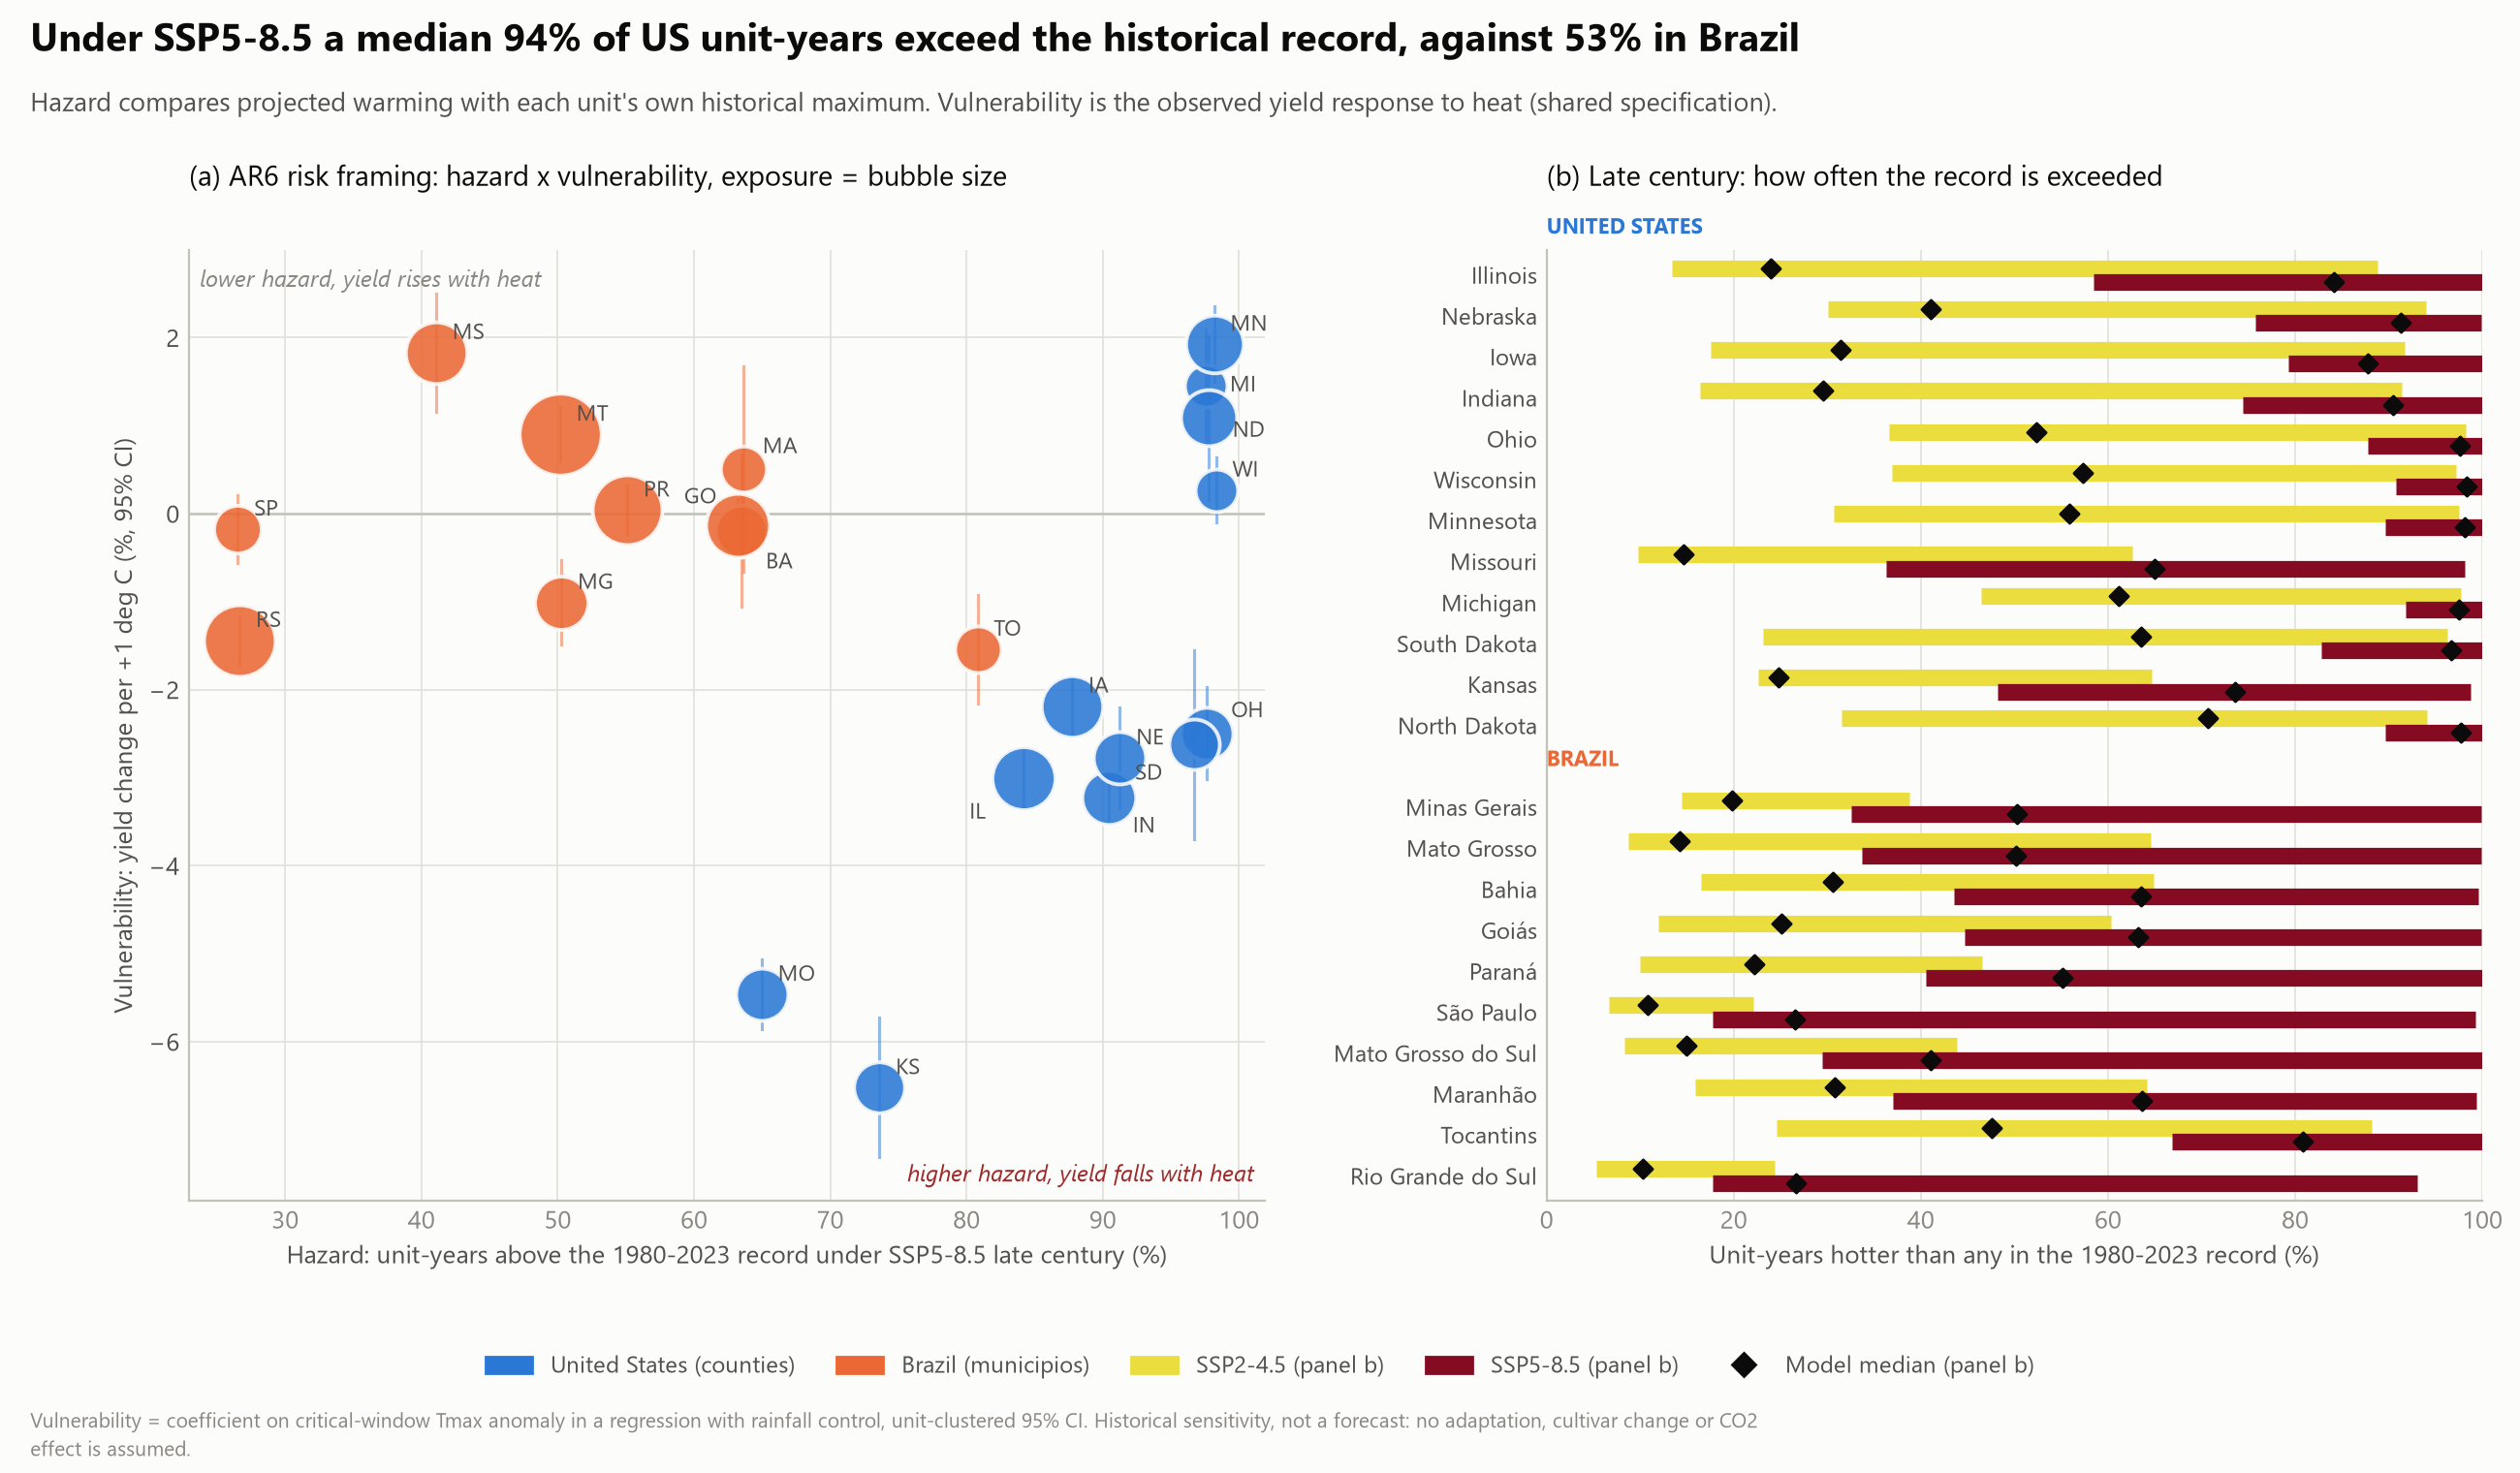 Under SSP5-8.5 a median 94% of US unit-years exceed the historical record, against 53% in Brazil
Hazard compares projected warming with each unit's own historical maximum. Vulnerability is the observed yield response to heat (shared specification).
(a) AR6 risk framing: hazard x vulnerability, exposure = bubble size
lower hazard, yield rises with heat
MS
MN
MT
MI
MA
ND
SP
PR
GO
WI
BA
RS
MG
TO
IA
OH
NE
SD
IL
IN
MO
KS
higher hazard, yield falls with heat
2
0
−2
−4
−6
Vulnerability: yield change per +1 deg C (%, 95% CI)
30 40 50 60 70 80 90 100
Hazard: unit-years above the 1980-2023 record under SSP5-8.5 late century (%)
(b) Late century: how often the record is exceeded
UNITED STATES
Illinois
Nebraska
Iowa
Indiana
Ohio
Wisconsin
Minnesota
Missouri
Michigan
South Dakota
Kansas
North Dakota
BRAZIL
Minas Gerais
Mato Grosso
Bahia
Goiás
Paraná
São Paulo
Mato Grosso do Sul
Maranhão
Tocantins
Rio Grande do Sul
0 20 40 60 80 100
Unit-years hotter than any in the 1980-2023 record (%)
United States (counties)
Brazil (municipios)
SSP2-4.5 (panel b)
SSP5-8.5 (panel b)
Model median (panel b)
Vulnerability = coefficient on critical-window Tmax anomaly in a regression with rainfall control, unit-clustered 95% CI. Historical sensitivity, not a forecast: no adaptation, cultivar change or CO2
effect is assumed.